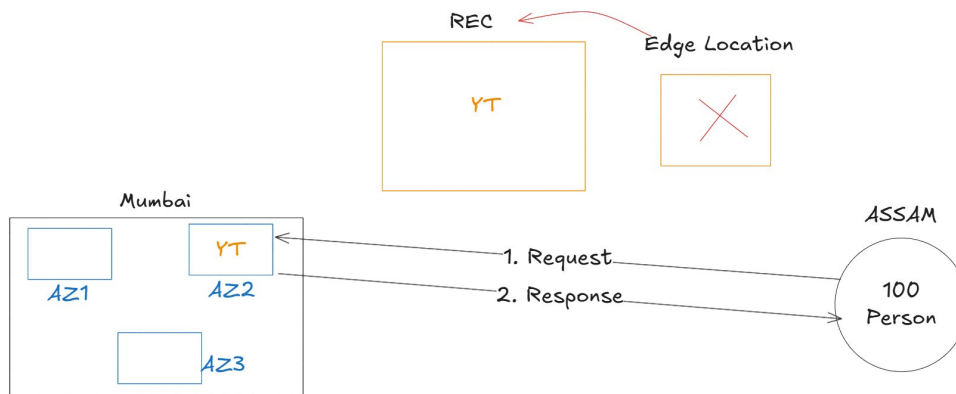 REC
Edge Location
YT
Mumbai
YT
AZ1
AZ2
AZ3
1. Request
2. Response
ASSAM
100
Person